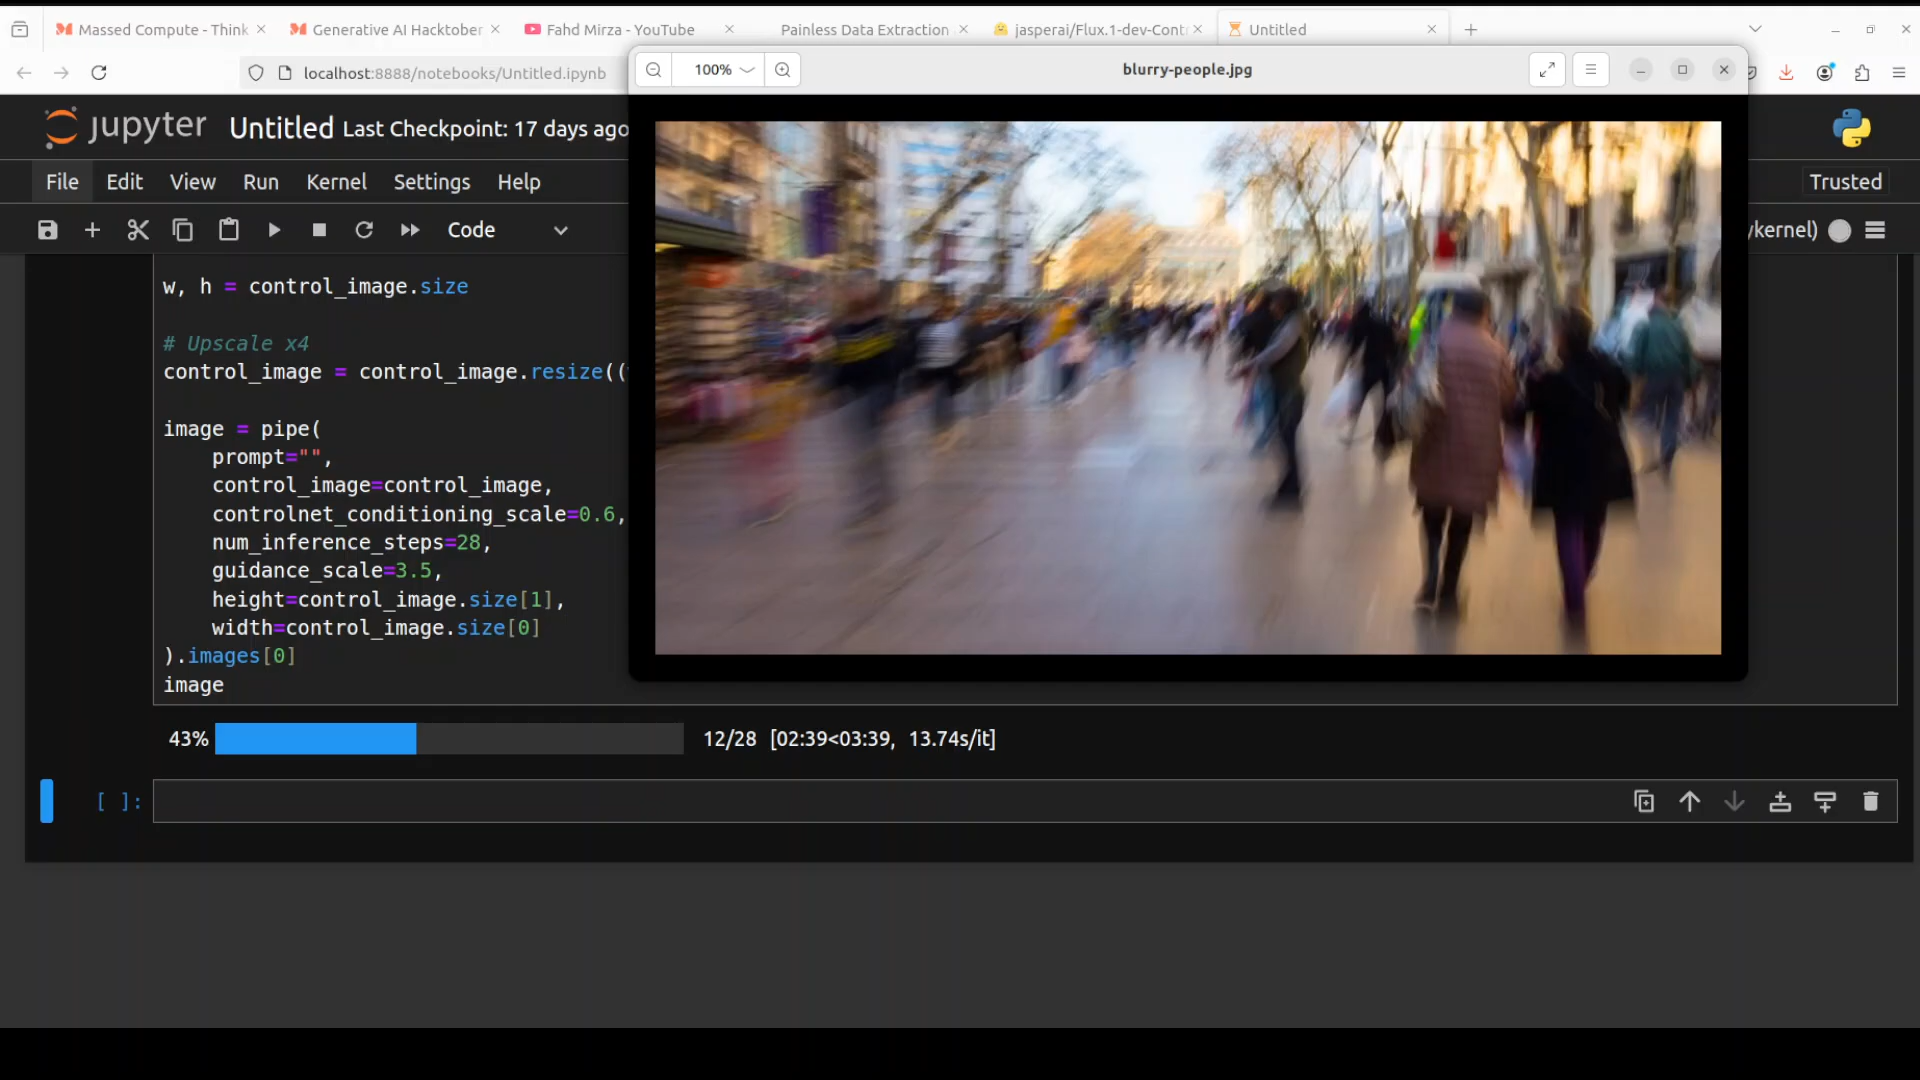 Massed Compute - Think
Generative AI Hacktober
Fahd Mirza - YouTube
Painless Data Extraction
jasperai/Flux.1-dev-Cont
Untitled
localhost:8888/notebooks/Untitled.ipynb
100%
blurry-people.jpg
jupyter Untitled Last Checkpoint: 17 days ago
File Edit View Run Kernel Settings Help
Trusted
Code
ykernel)
w, h = control_image.size
# Upscale x4
control_image = control_image.resize((
image = pipe(
    prompt="",
    control_image=control_image,
    controlnet_conditioning_scale=0.6,
    num_inference_steps=28,
    guidance_scale=3.5,
    height=control_image.size[1],
    width=control_image.size[0]
).images[0]
image
43% 12/28 [02:39<03:39, 13.74s/it]
[ ]: